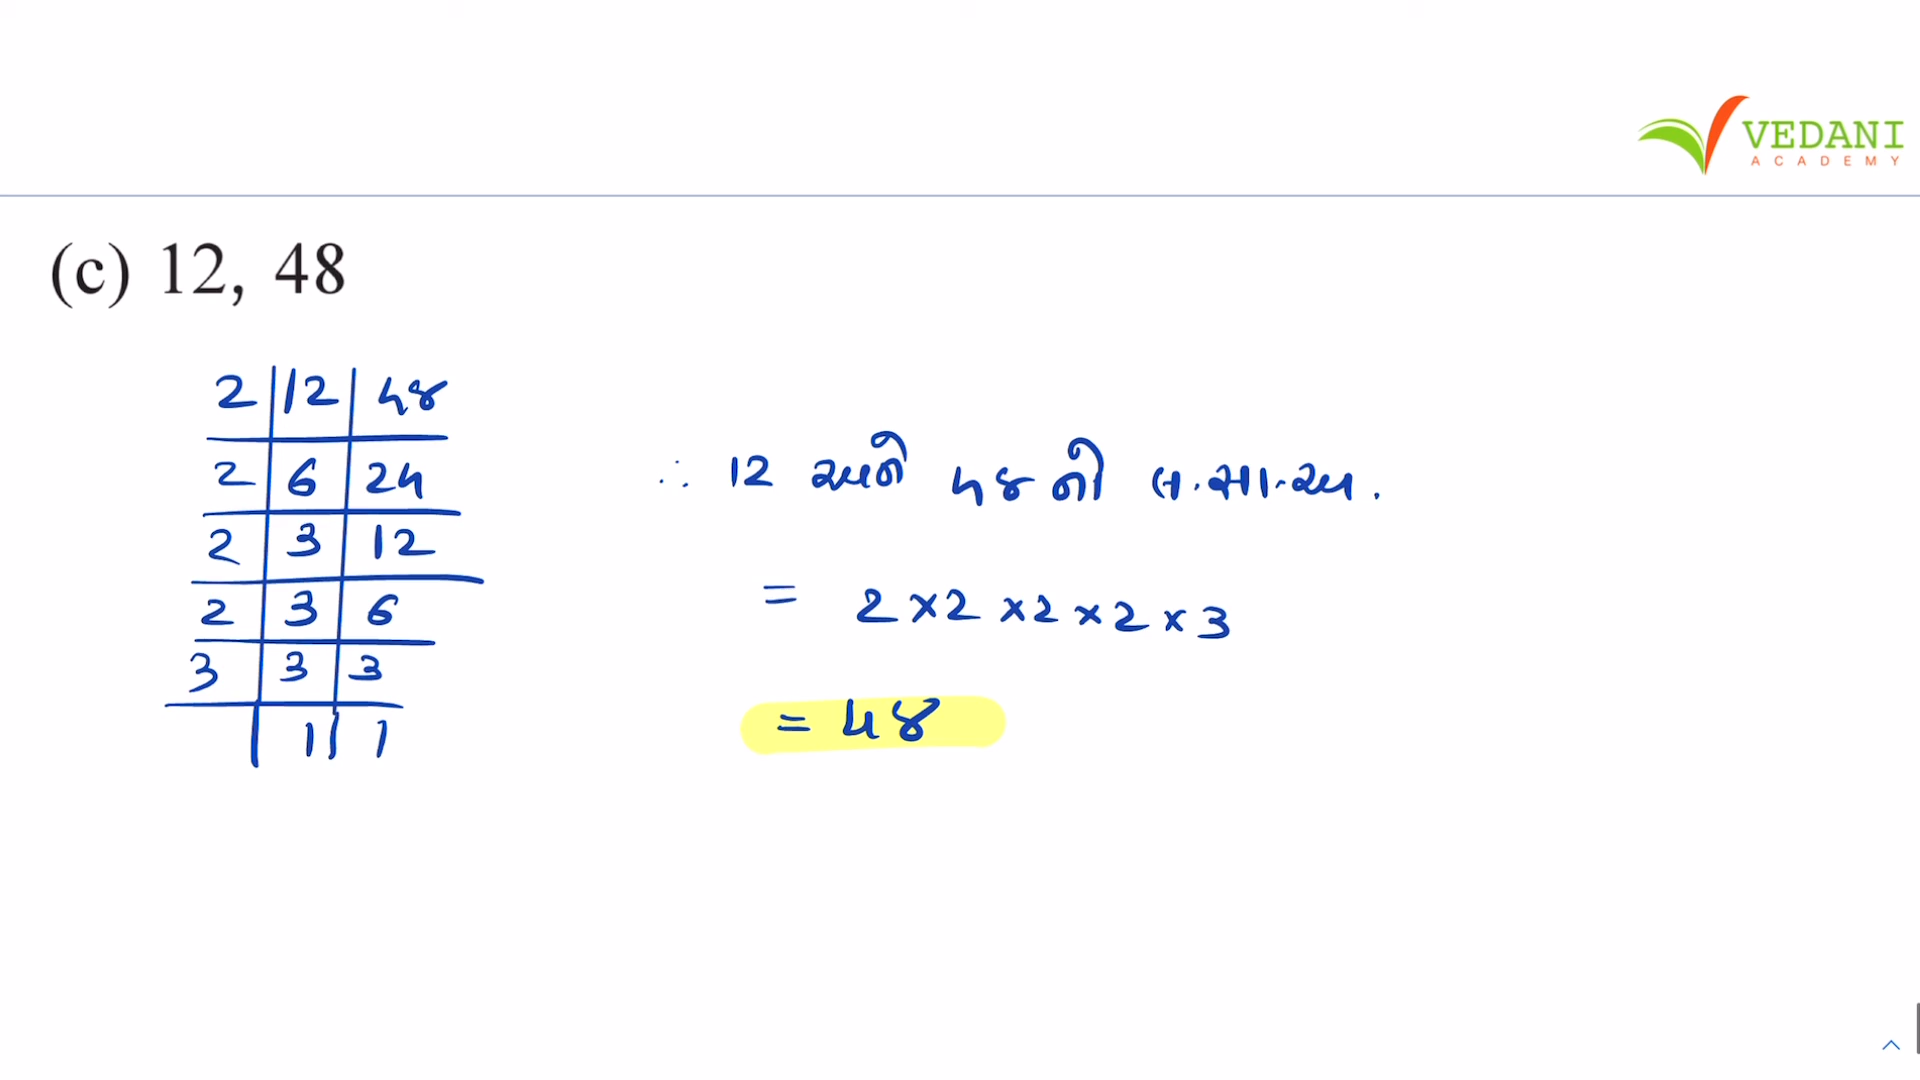 VEDANI
ACADEMY
(c) 12, 48
2 | 12 | 48
2 | 6 | 24
2 | 3 | 12
2 | 3 | 6
3 | 3 | 3
| 1 | 1
∴ 12 અને 48 નો લ.સા.અ.
= 2 × 2 × 2 × 2 × 3
= 48